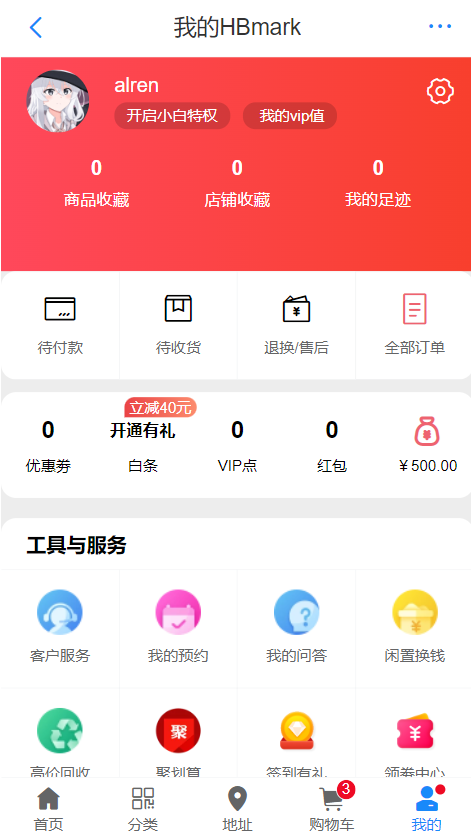 我的HBmark
alren
开启小白特权 我的vip值
0 0 0
商品收藏 店铺收藏 我的足迹
待付款 待收货 退换/售后 全部订单
立减40元
0 开通有礼 0 0
优惠劵 白条 VIP点 红包 ￥500.00
工具与服务
客户服务 我的预约 我的问答 闲置换钱
聚
高价回收 聚划算 签到有礼 领劵中心
3
首页 分类 地址 购物车 我的